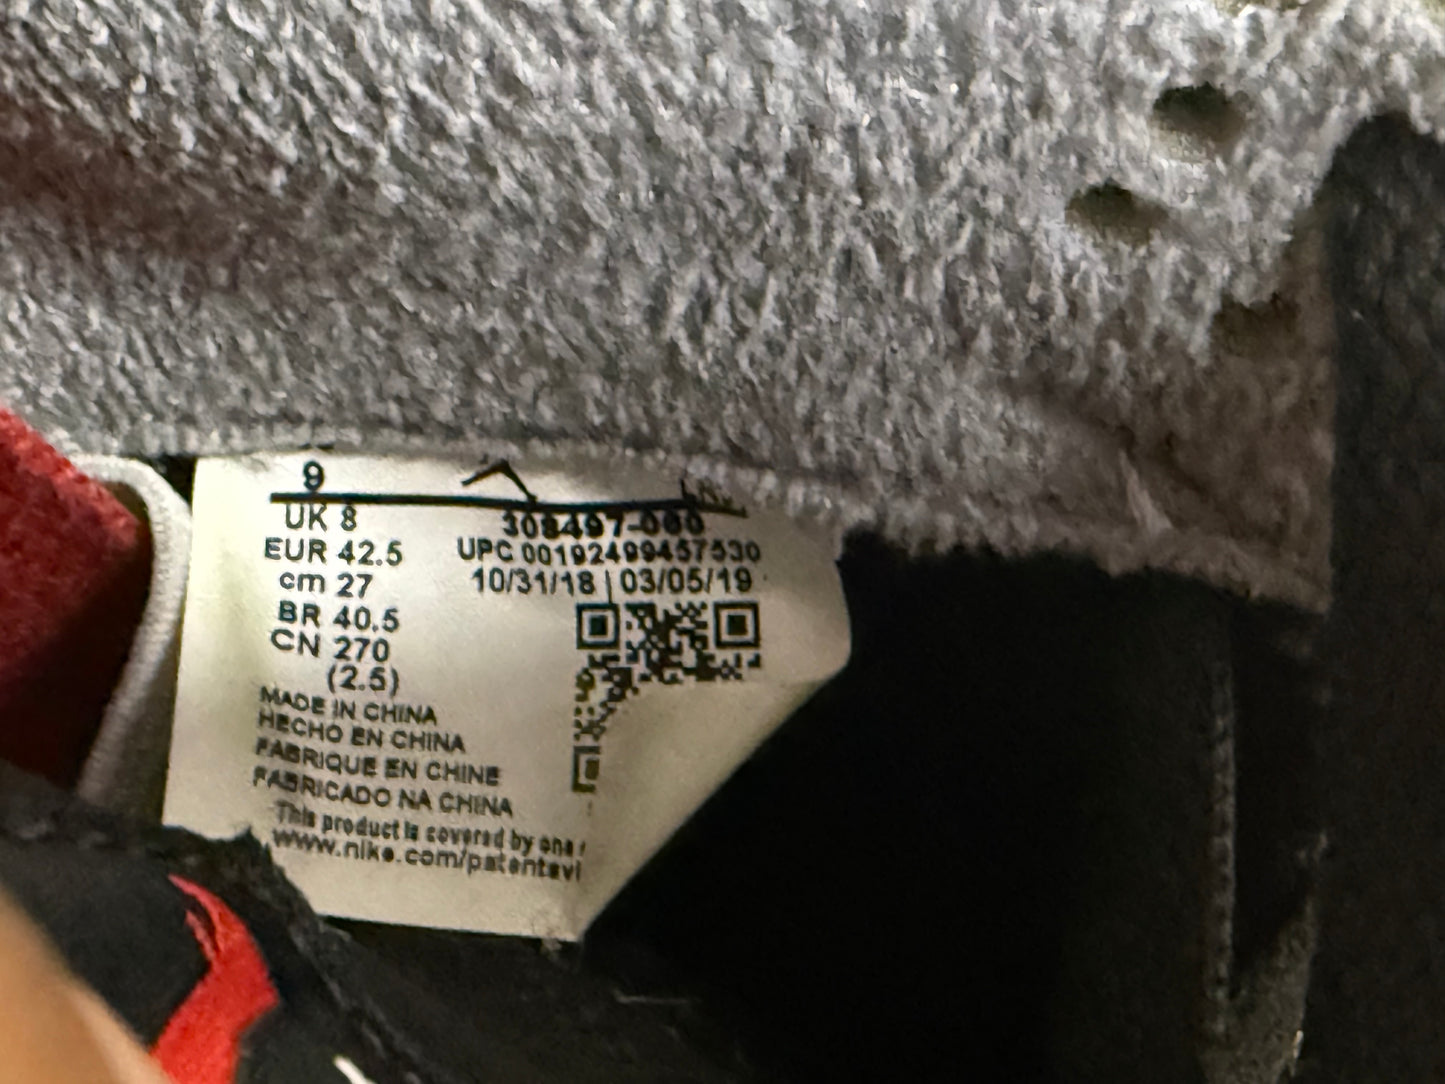 9
UK 8
EUR 42.5
cm 27
BR 40.5
CN 270
(2.5)
308497-060
UPC 00192499457530
10/31/18 | 03/05/19
MADE IN CHINA
HECHO EN CHINA
FABRIQUE EN CHINE
FABRICADO NA CHINA
This product is covered by one
www.nike.com/patentsvi